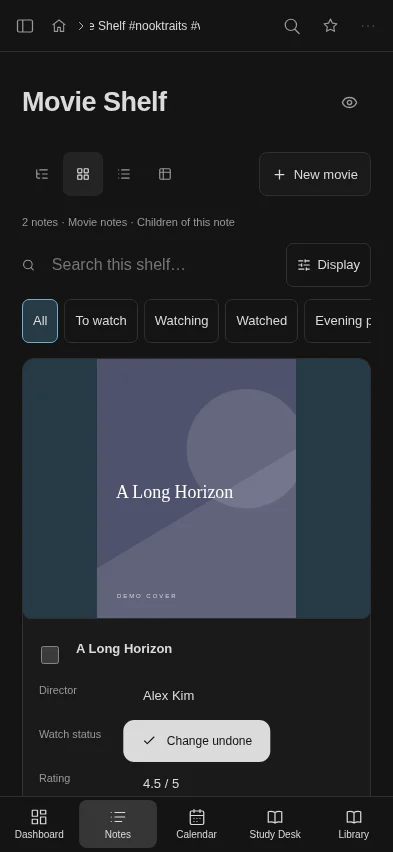 Shelf #nooktraits
Movie Shelf
New movie
2 notes · Movie notes · Children of this note
Search this shelf…
Display
All
To watch
Watching
Watched
Evening
A Long Horizon
DEMO COVER
A Long Horizon
Director
Alex Kim
Watch status
Change undone
Rating
4.5 / 5
Dashboard
Notes
Calendar
Study Desk
Library